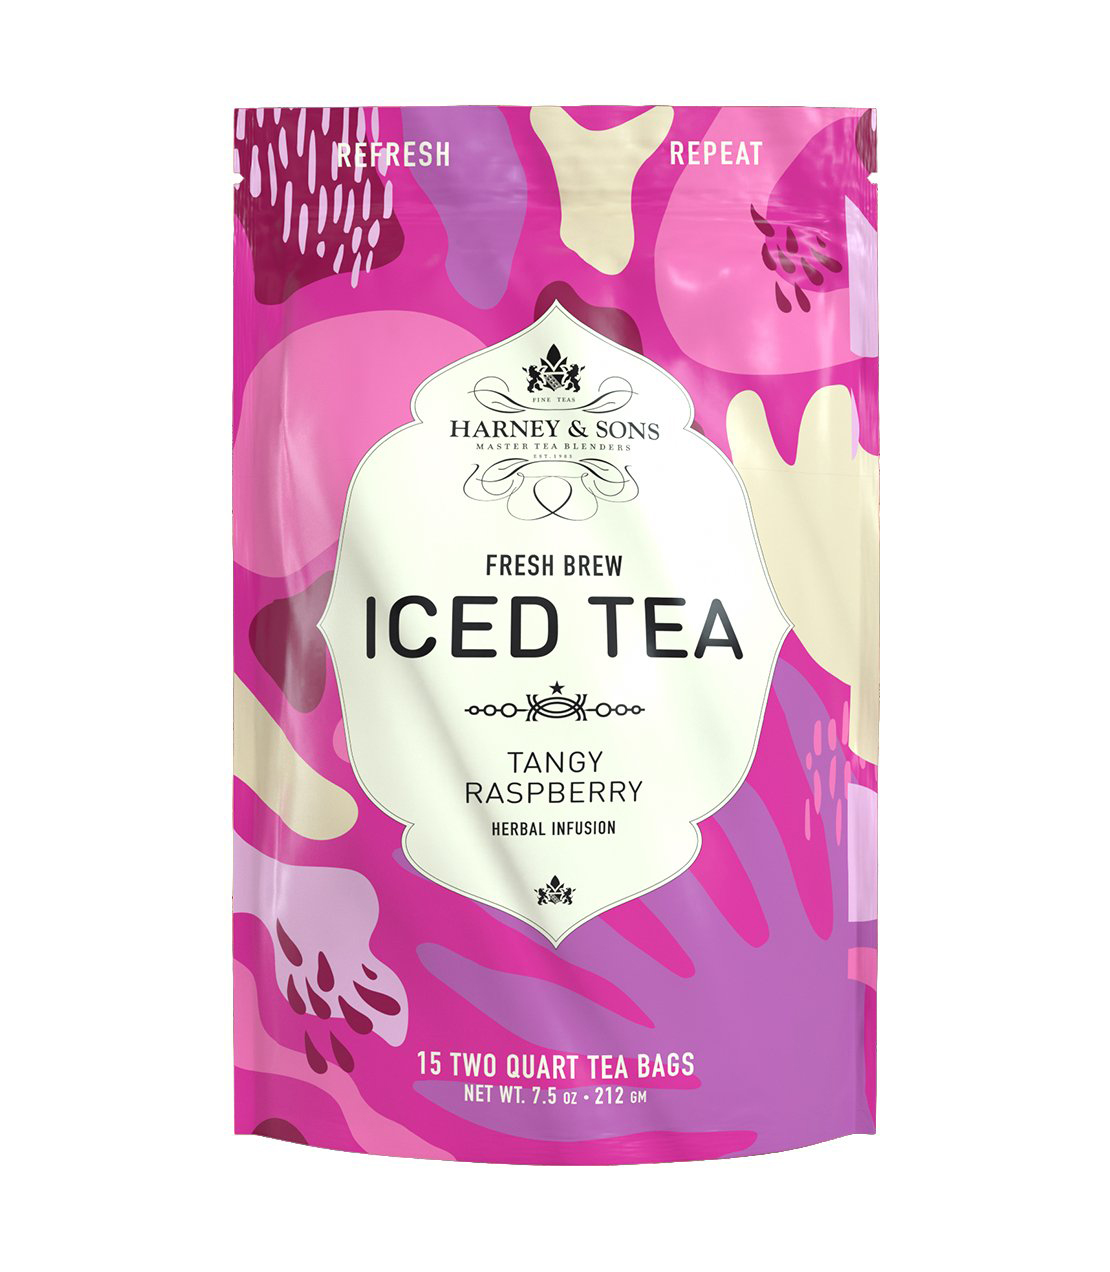 REFRESH
REPEAT
FINE TEAS
HARNEY & SONS
MASTER TEA BLENDERS
EST. 1983
FRESH BREW
ICED TEA
TANGY
RASPBERRY
HERBAL INFUSION
15 TWO QUART TEA BAGS
NET WT. 7.5 OZ • 212 GM